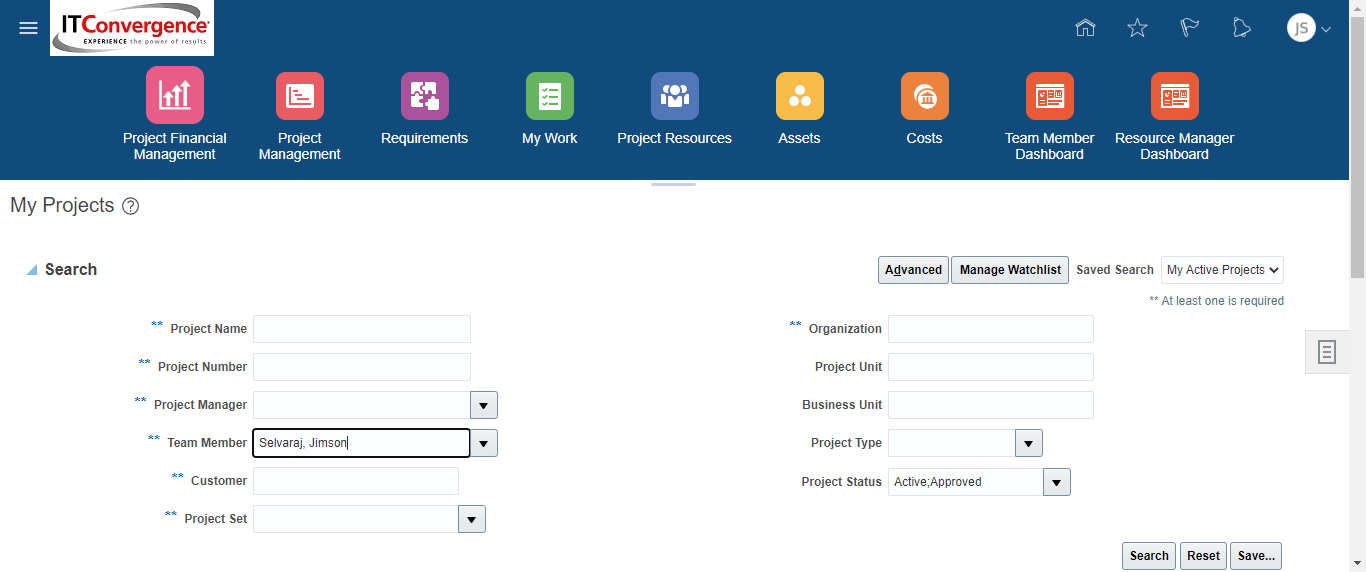 ITConvergence
EXPERIENCE the power of results
JS
Project Financial Management
Project Management
Requirements
My Work
Project Resources
Assets
Costs
Team Member Dashboard
Resource Manager Dashboard
My Projects ?
Search
Advanced
Manage Watchlist
Saved Search
My Active Projects
** At least one is required
** Project Name
** Project Number
** Project Manager
** Team Member Selvaraj, Jimson
** Customer
** Project Set
** Organization
Project Unit
Business Unit
Project Type
Project Status Active;Approved
Search
Reset
Save...